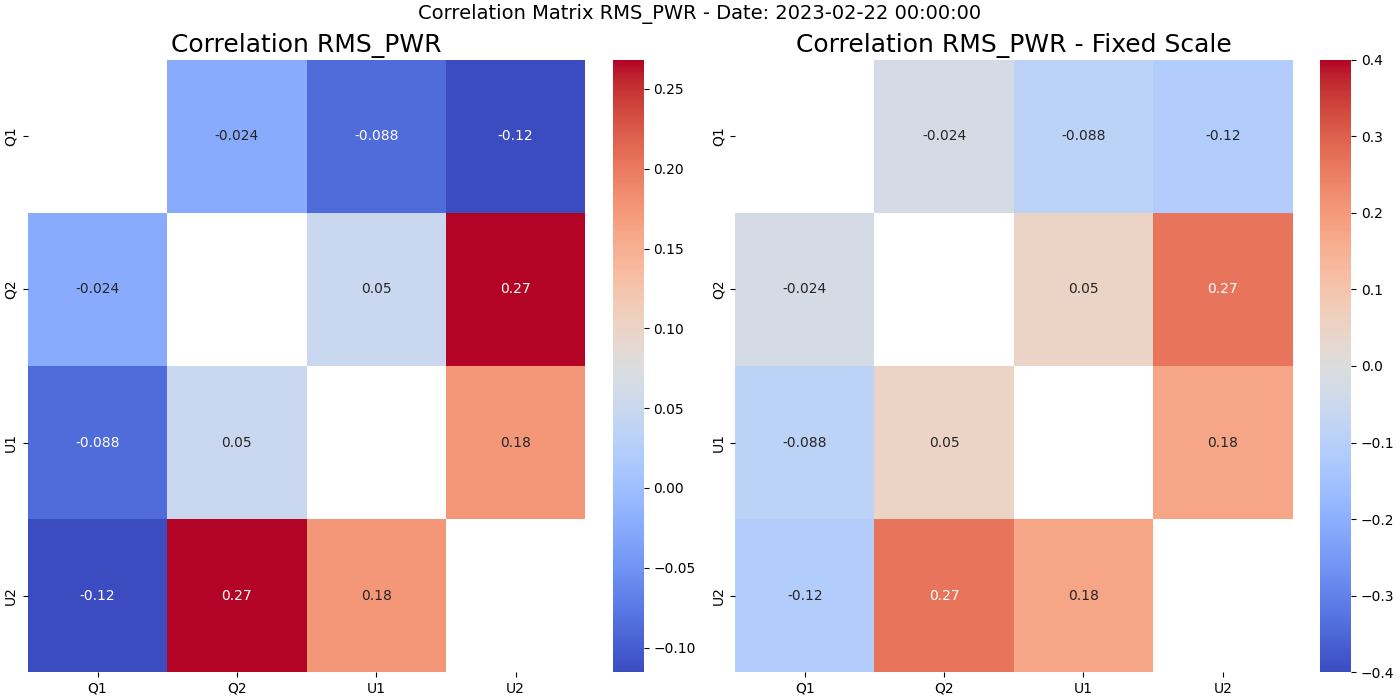 Correlation Matrix RMS_PWR - Date: 2023-02-22 00:00:00
Correlation RMS_PWR
Q1
-0.024
-0.088
-0.12
Q2
-0.024
0.05
0.27
U1
-0.088
0.05
0.18
U2
-0.12
0.27
0.18
Q1
Q2
U1
U2
0.25
0.20
0.15
0.10
0.05
0.00
−0.05
−0.10
Correlation RMS_PWR - Fixed Scale
Q1
-0.024
-0.088
-0.12
Q2
-0.024
0.05
0.27
U1
-0.088
0.05
0.18
U2
-0.12
0.27
0.18
Q1
Q2
U1
U2
0.4
0.3
0.2
0.1
0.0
−0.1
−0.2
−0.3
−0.4